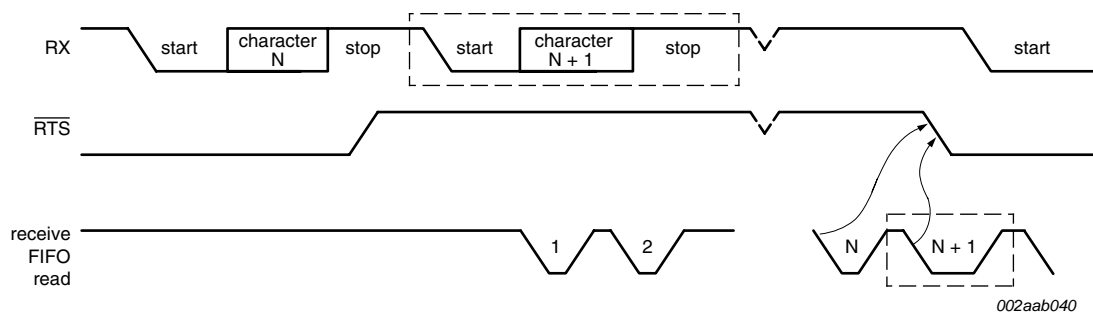 RX
start
character
N
stop
start
character
N + 1
stop
start
RTS
receive
FIFO
read
1
2
N
N + 1
002aab040